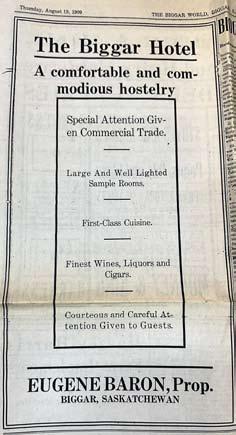 Thursday, August 19, 1909
THE BIGGAR WORLD, BIGGAR
The Biggar Hotel
A comfortable and com-
modious hostelry
Special Attention Giv-
en Commercial Trade.
Large And Well Lighted
Sample Rooms.
First-Class Cuisine.
Finest Wines, Liquors and
Cigars.
Courteous and Careful At-
tention Given to Guests.
EUGENE BARON, Prop.
BIGGAR, SASKATCHEWAN